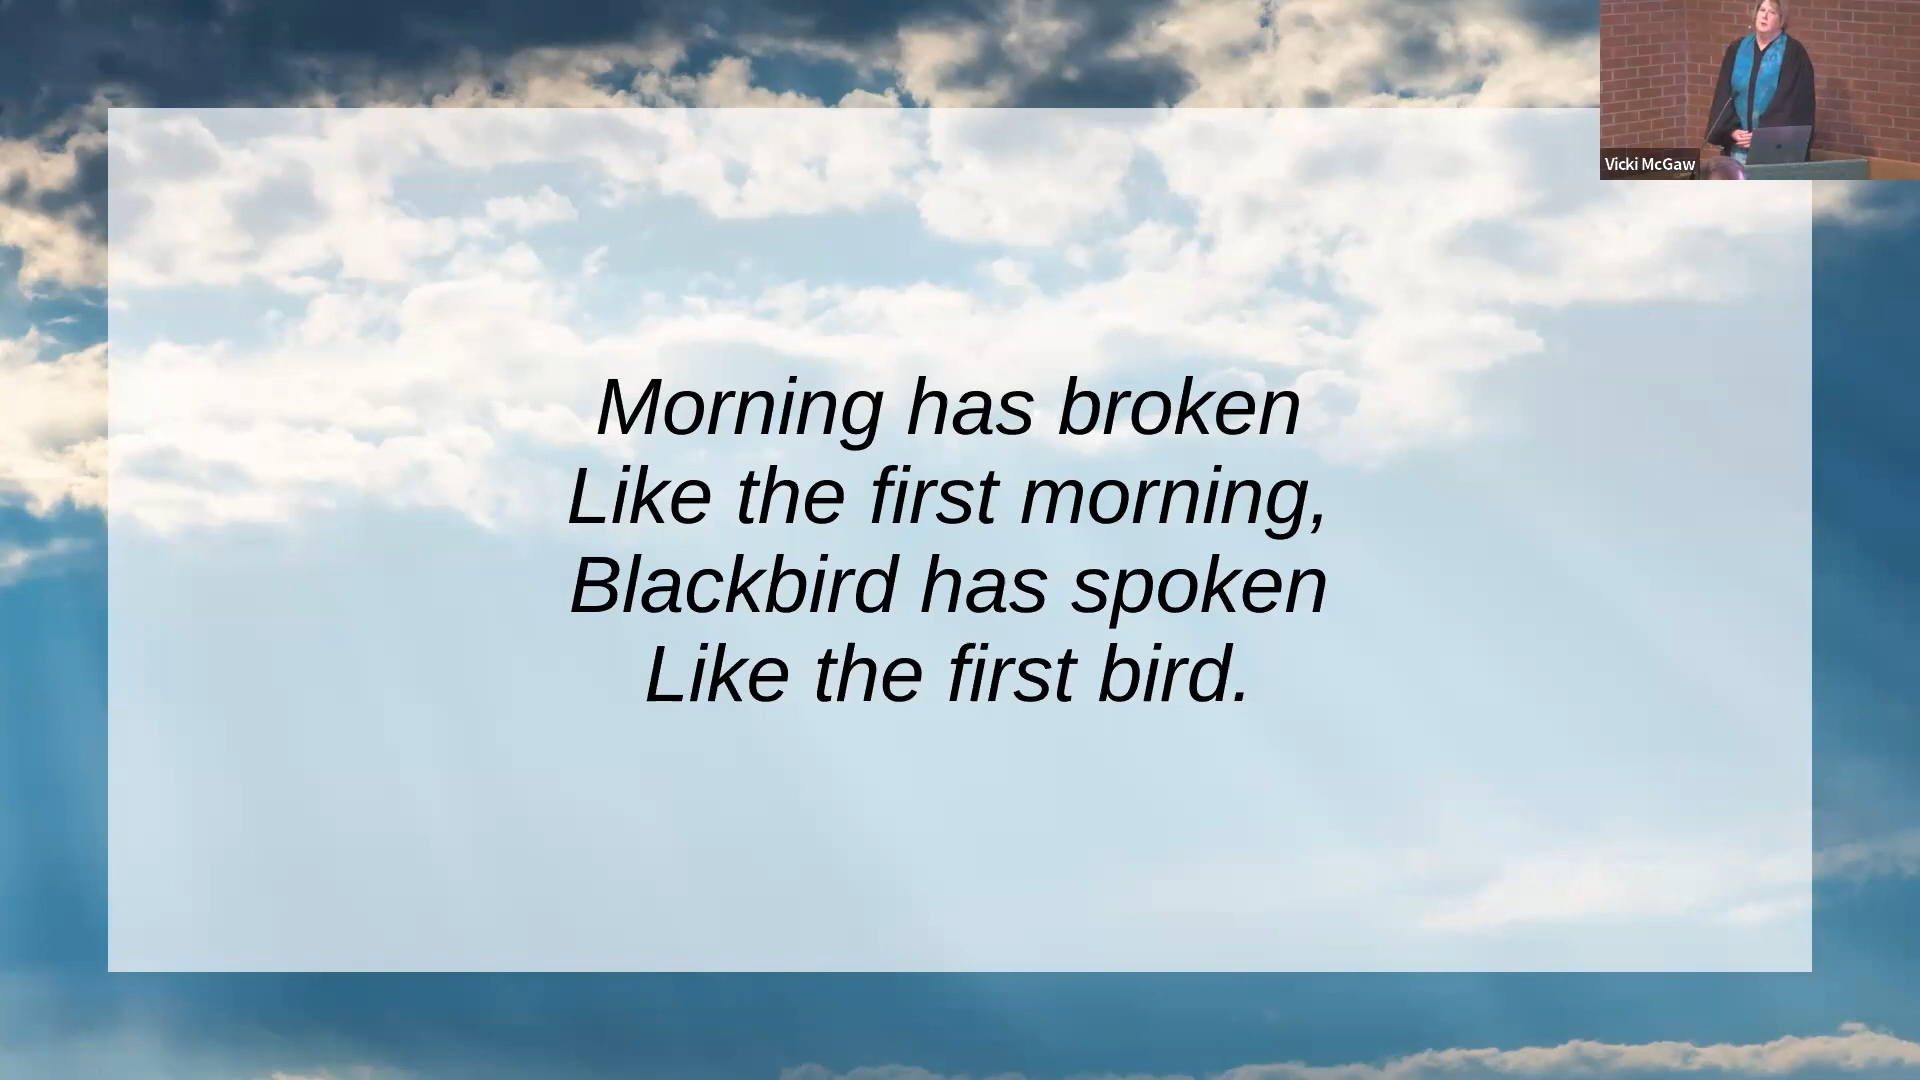 Vicki McGaw
Morning has broken
Like the first morning,
Blackbird has spoken
Like the first bird.